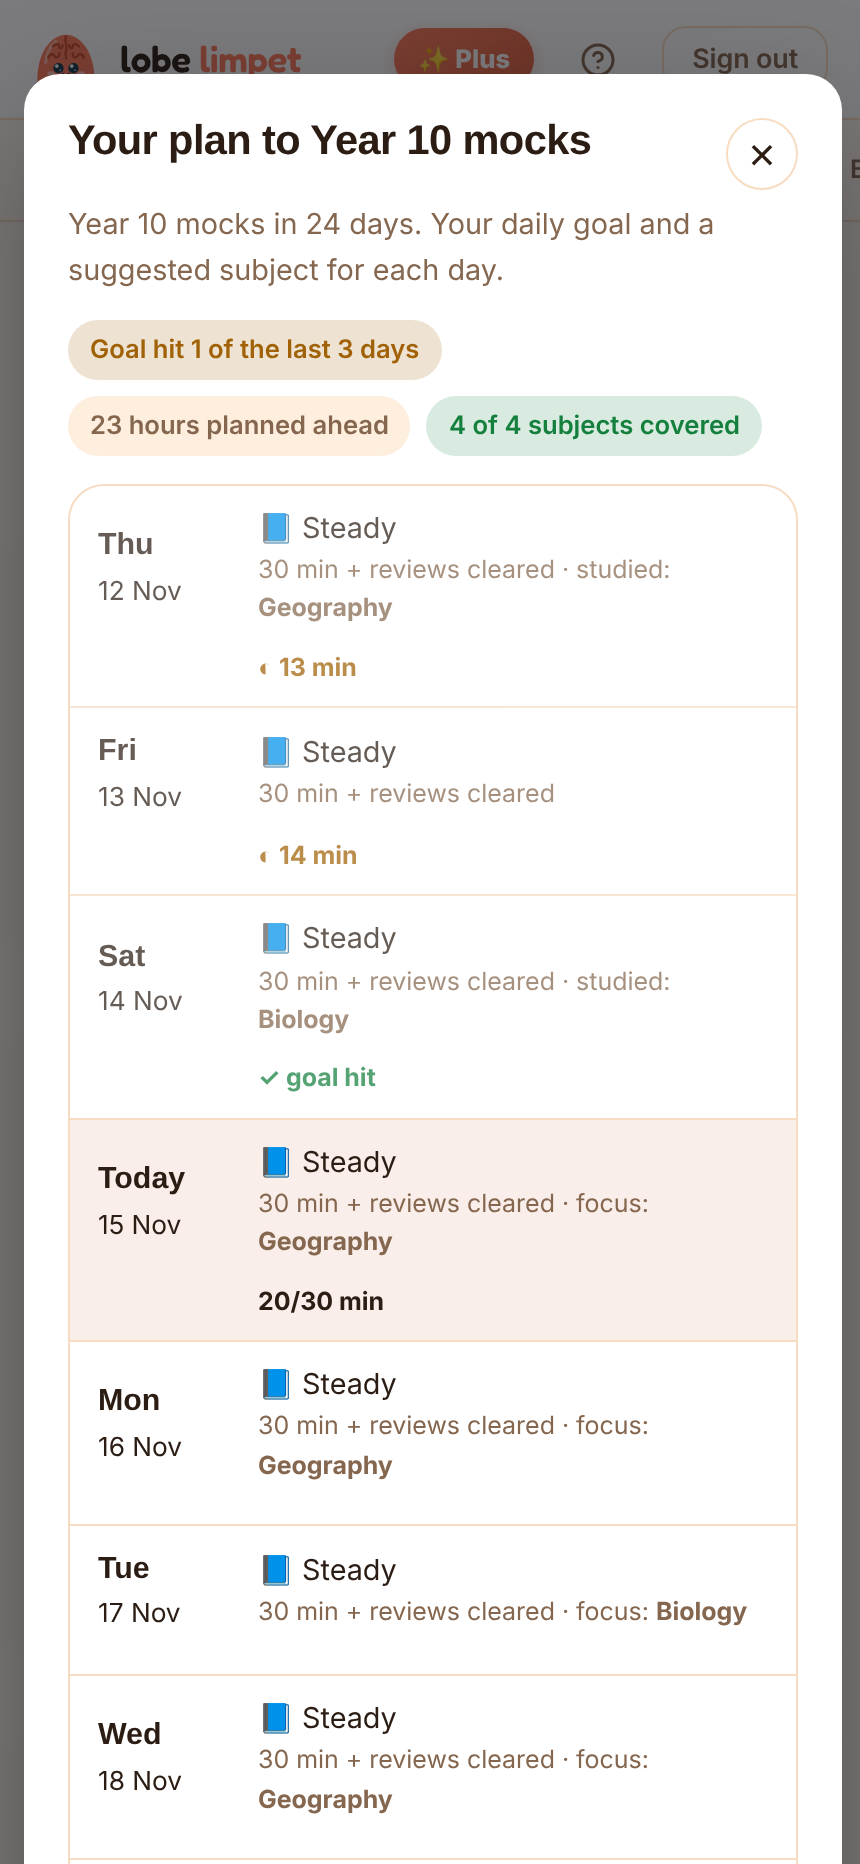 lobe limpet
✨ Plus
?
Sign out
Your plan to Year 10 mocks
×
Year 10 mocks in 24 days. Your daily goal and a
suggested subject for each day.
Goal hit 1 of the last 3 days
23 hours planned ahead
4 of 4 subjects covered
Thu
12 Nov
📘 Steady
30 min + reviews cleared · studied:
Geography
13 min
Fri
13 Nov
📘 Steady
30 min + reviews cleared
14 min
Sat
14 Nov
📘 Steady
30 min + reviews cleared · studied:
Biology
✓ goal hit
Today
15 Nov
📘 Steady
30 min + reviews cleared · focus:
Geography
20/30 min
Mon
16 Nov
📘 Steady
30 min + reviews cleared · focus:
Geography
Tue
17 Nov
📘 Steady
30 min + reviews cleared · focus: Biology
Wed
18 Nov
📘 Steady
30 min + reviews cleared · focus:
Geography